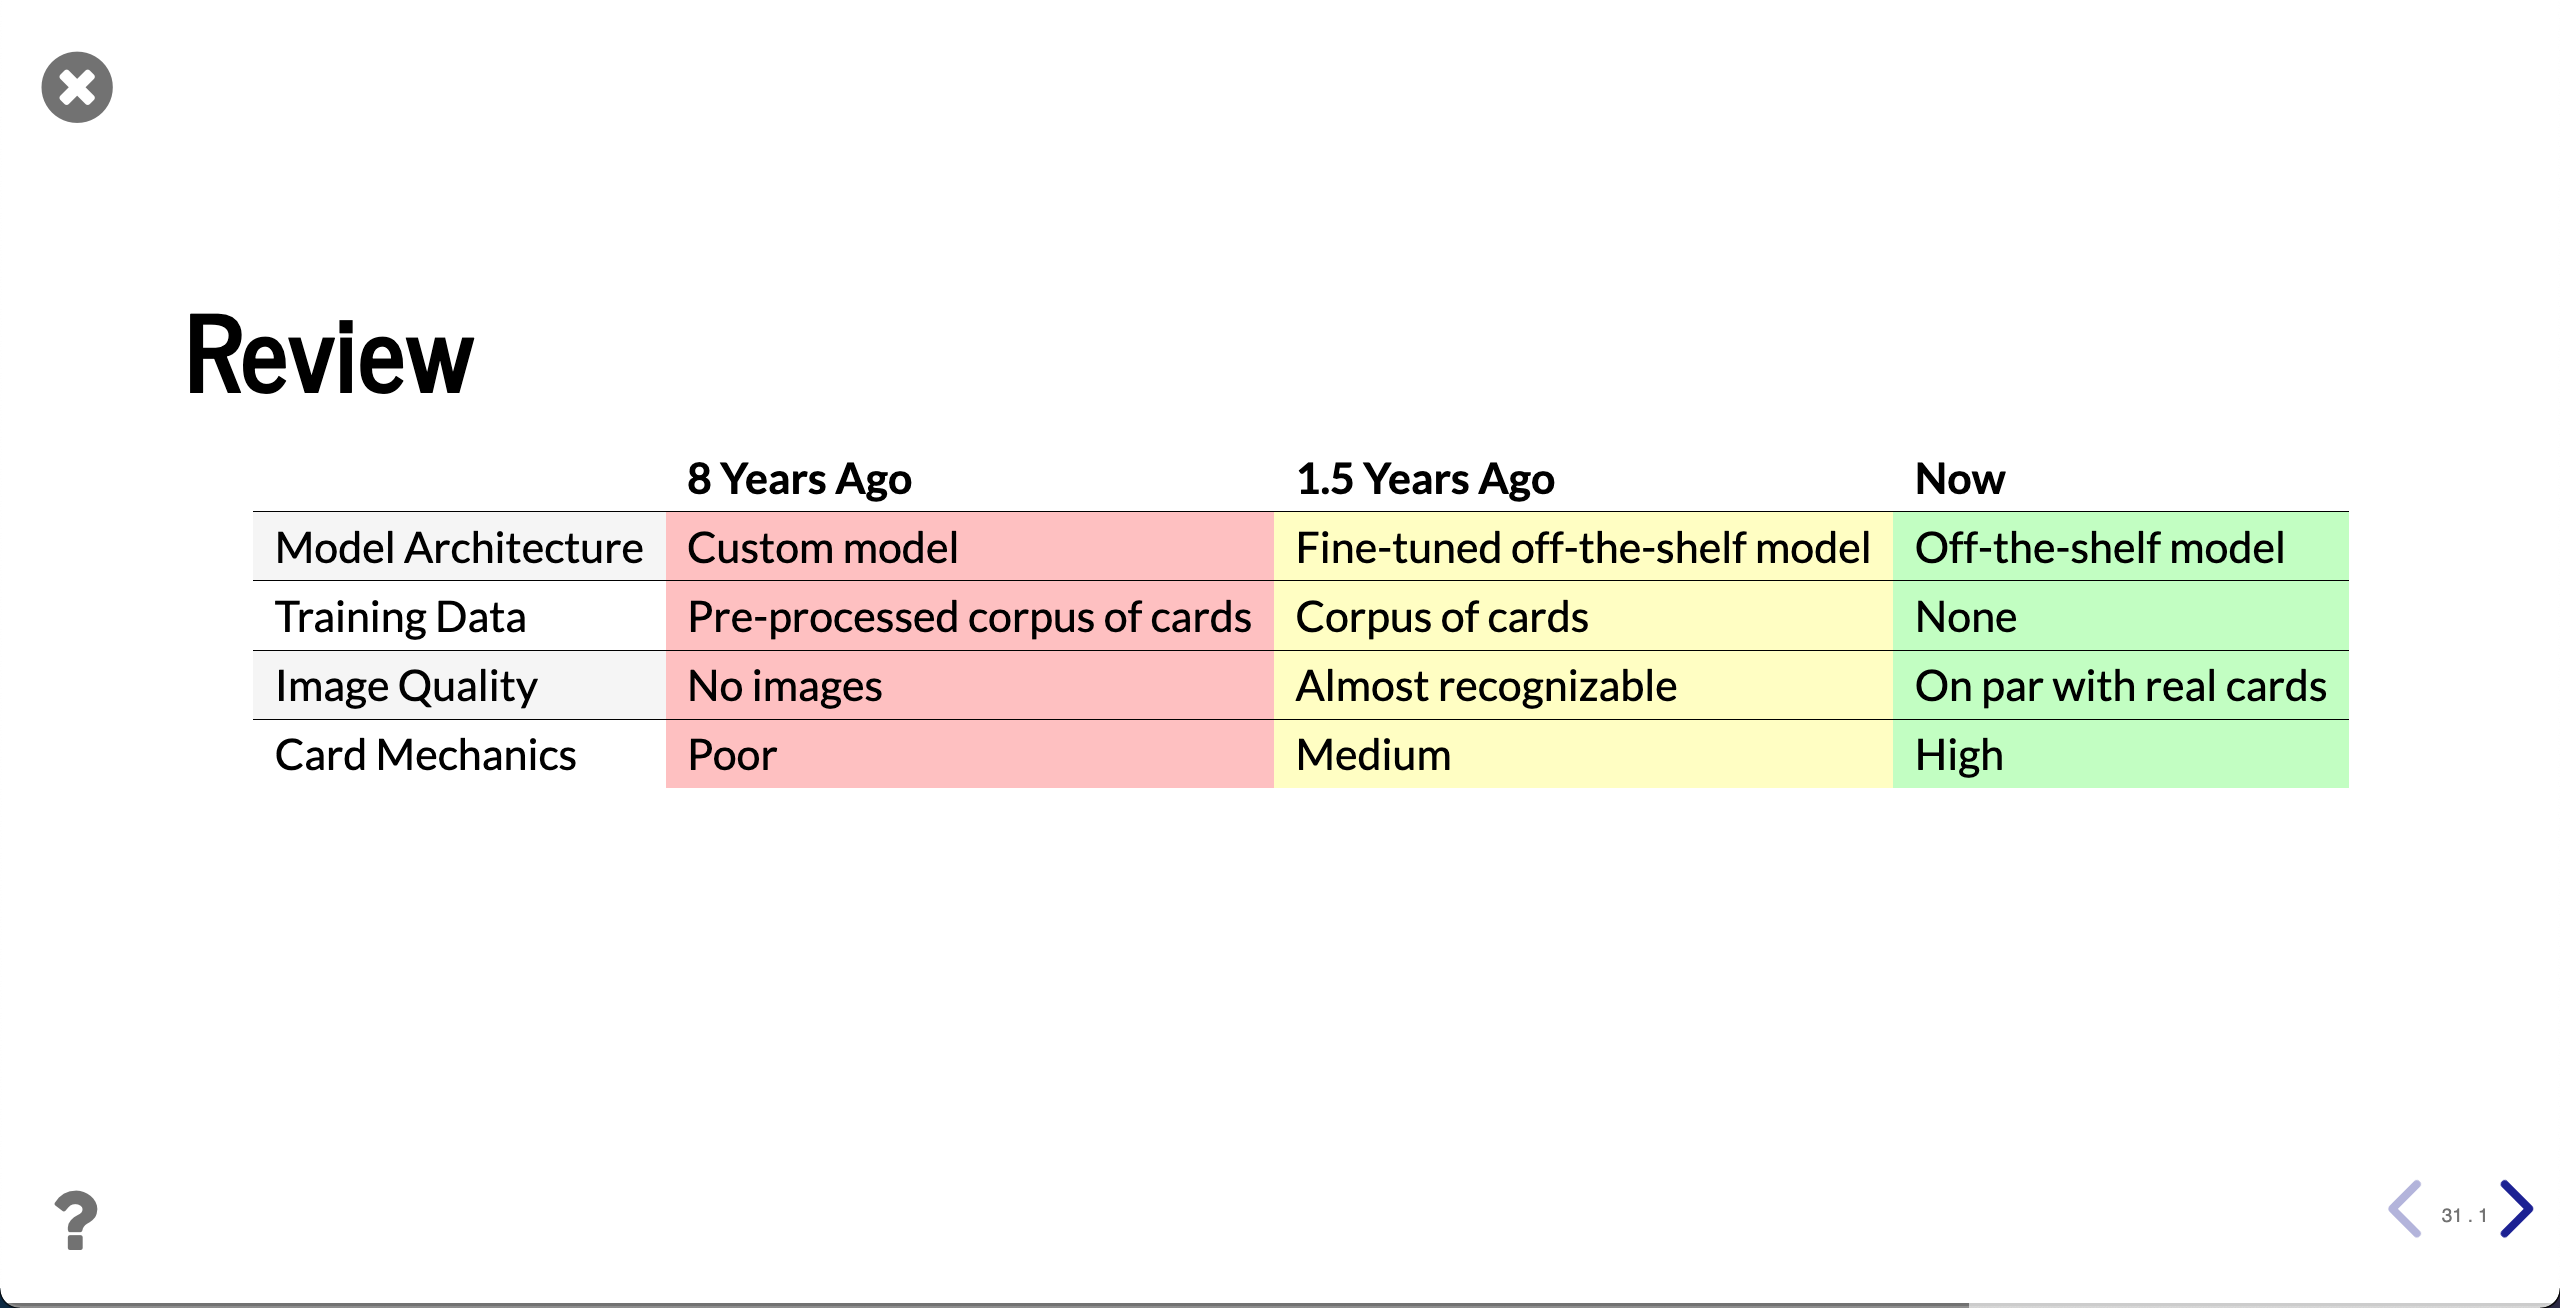 Review
8 Years Ago 1.5 Years Ago Now
Model Architecture Custom model Fine-tuned off-the-shelf model Off-the-shelf model
Training Data Pre-processed corpus of cards Corpus of cards None
Image Quality No images Almost recognizable On par with real cards
Card Mechanics Poor Medium High
?
31 . 1